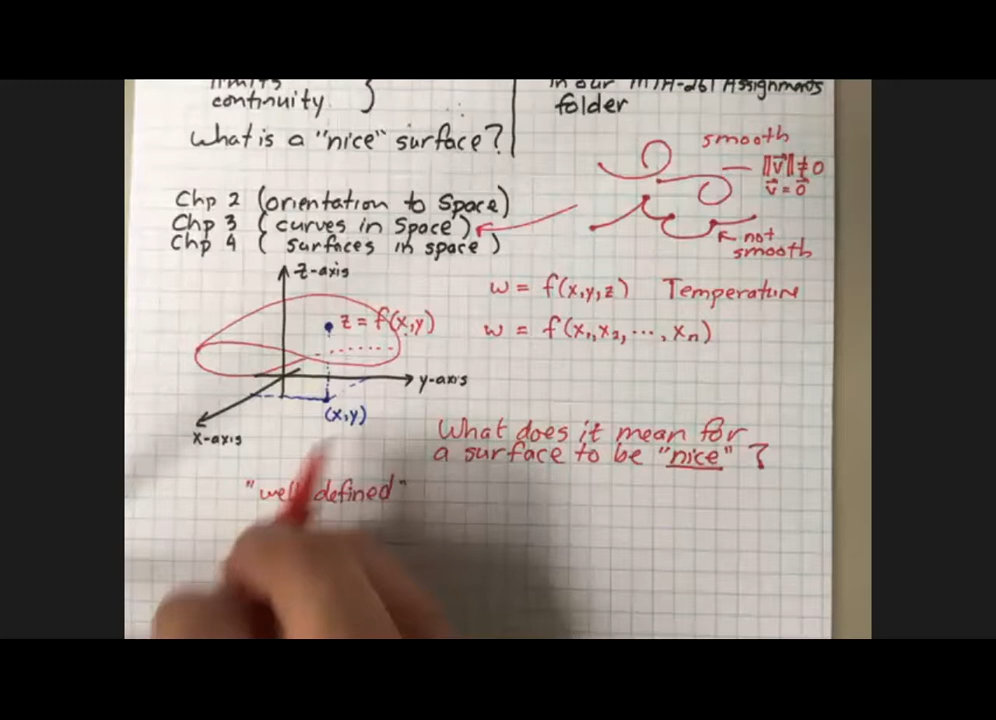 limits
continuity }
What is a "nice" surface?
in our MTH-261 Assignments
folder
smooth
‖v⃗‖ ≠ 0
v⃗ = 0⃗
not
smooth
Chp 2 (orientation to Space)
Chp 3 (curves in Space)
Chp 4 (surfaces in space)
z-axis
z = f(x,y)
y-axis
(x,y)
x-axis
w = f(x,y,z) Temperature
w = f(x₁,x₂, ..., xₙ)
What does it mean for
a surface to be "nice" ?
"well defined"